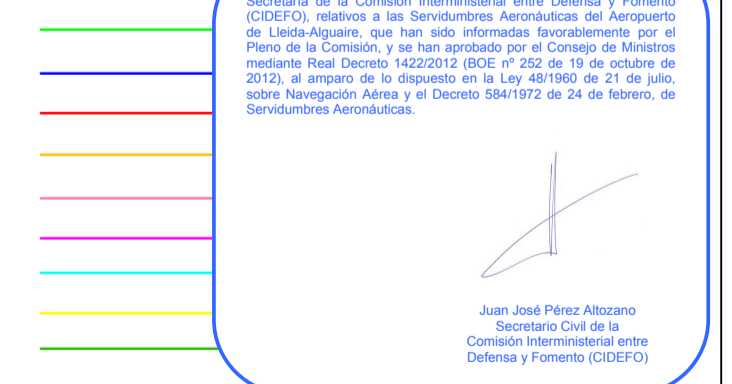 Secretaría de la Comisión Interministerial entre Defensa y Fomento
(CIDEFO), relativos a las Servidumbres Aeronáuticas del Aeropuerto
de Lleida-Alguaire, que han sido informadas favorablemente por el
Pleno de la Comisión, y se han aprobado por el Consejo de Ministros
mediante Real Decreto 1422/2012 (BOE nº 252 de 19 de octubre de
2012), al amparo de lo dispuesto en la Ley 48/1960 de 21 de julio,
sobre Navegación Aérea y el Decreto 584/1972 de 24 de febrero, de
Servidumbres Aeronáuticas.
Juan José Pérez Altozano
Secretario Civil de la
Comisión Interministerial entre
Defensa y Fomento (CIDEFO)